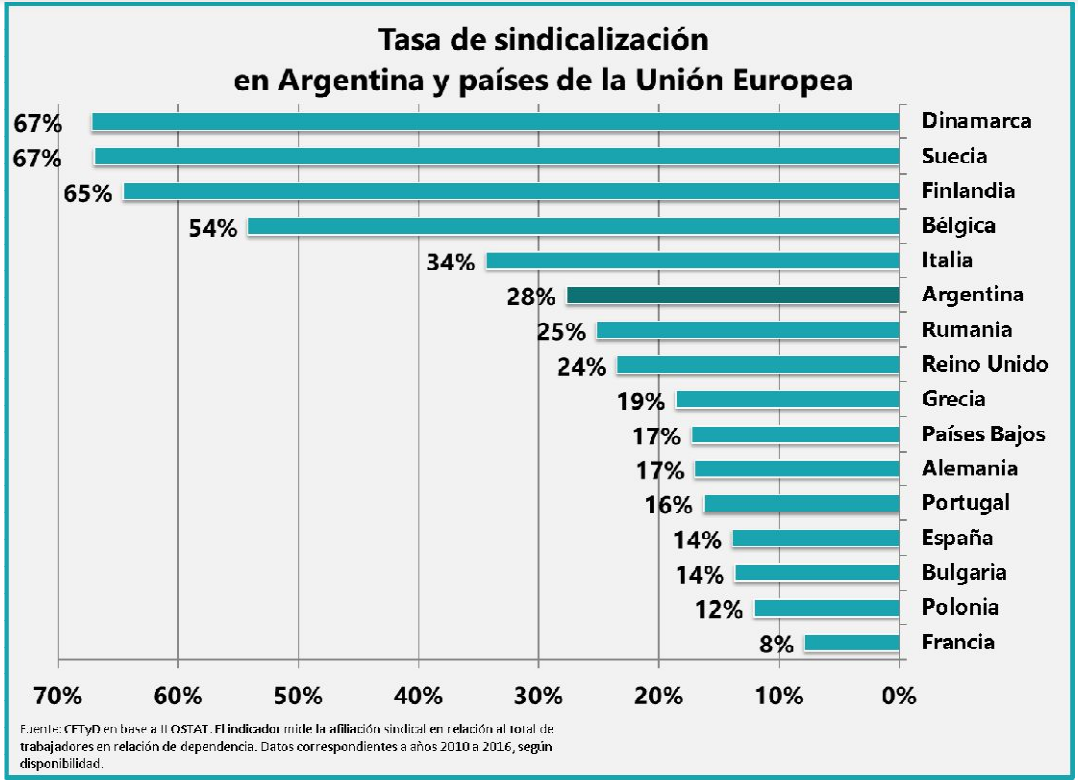 Tasa de sindicalización
en Argentina y países de la Unión Europea
67% Dinamarca
67% Suecia
65% Finlandia
54% Bélgica
34% Italia
28% Argentina
25% Rumania
24% Reino Unido
19% Grecia
17% Países Bajos
17% Alemania
16% Portugal
14% España
14% Bulgaria
12% Polonia
8% Francia
70% 60% 50% 40% 30% 20% 10% 0%
Fuente: CETyD en base a ILOSTAT. El indicador mide la afiliación sindical en relación al total de
trabajadores en relación de dependencia. Datos correspondientes a años 2010 a 2016, según
disponibilidad.